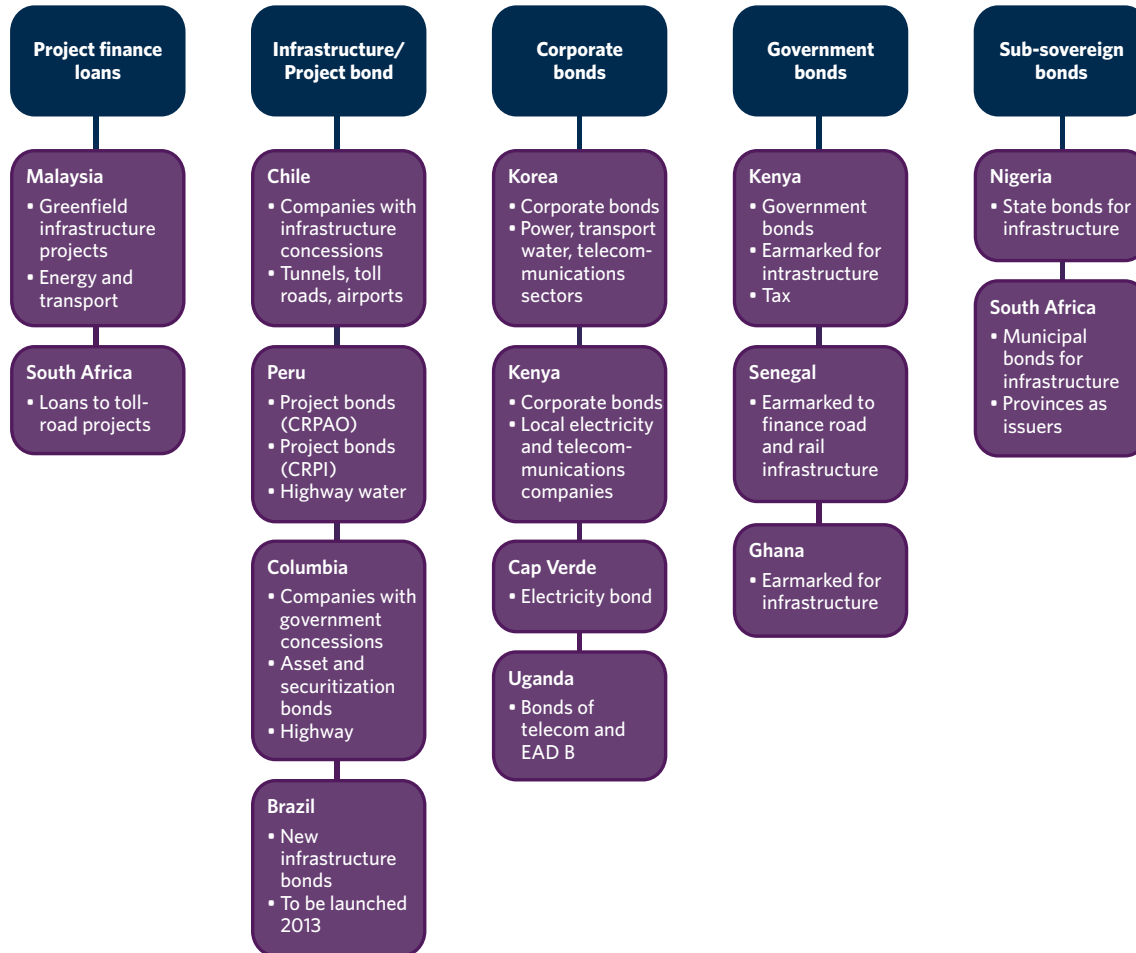 Project finance
loans
Malaysia
• Greenfield
infrastructure
projects
• Energy and
transport
South Africa
• Loans to toll-
road projects
Infrastructure/
Project bond
Chile
• Companies with
infrastructure
concessions
• Tunnels, toll
roads, airports
Peru
• Project bonds
(CRPAO)
• Project bonds
(CRPI)
• Highway water
Columbia
• Companies with
government
concessions
• Asset and
securitization
bonds
• Highway
Brazil
• New
infrastructure
bonds
• To be launched
2013
Corporate
bonds
Korea
• Corporate bonds
• Power, transport
water, telecom-
munications
sectors
Kenya
• Corporate bonds
• Local electricity
and telecom-
munications
companies
Cap Verde
• Electricity bond
Uganda
• Bonds of
telecom and
EAD B
Government
bonds
Kenya
• Government
bonds
• Earmarked for
intrastructure
• Tax
Senegal
• Earmarked to
finance road
and rail
infrastructure
Ghana
• Earmarked for
infrastructure
Sub-sovereign
bonds
Nigeria
• State bonds for
infrastructure
South Africa
• Municipal
bonds for
infrastructure
• Provinces as
issuers